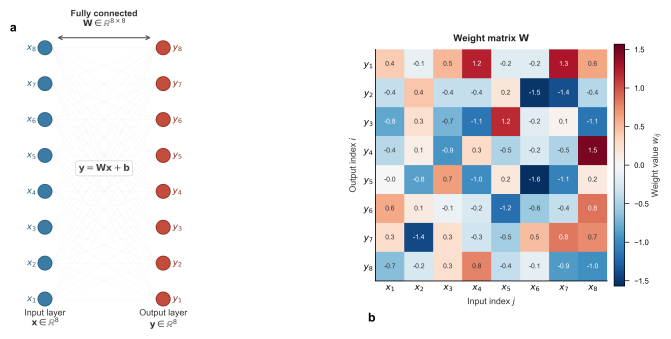 a
Fully connected
W ∈ ℝ^{8×8}
x₈ y₈
x₇ y₇
x₆ y₆
x₅ y₅
y = Wx + b
x₄ y₄
x₃ y₃
x₂ y₂
x₁ y₁
Input layer Output layer
x ∈ ℝ⁸ y ∈ ℝ⁸
Weight matrix W
y₁ 0.4 -0.1 0.5 1.2 -0.2 -0.2 1.3 0.6
y₂ -0.4 0.4 -0.4 -0.4 0.2 -1.5 -1.4 -0.4
y₃ -0.8 0.3 -0.7 -1.1 1.2 -0.2 0.1 -1.1
y₄ -0.4 0.1 -0.9 0.3 -0.5 -0.2 -0.4 1.5
y₅ -0.0 -0.8 0.7 -1.0 0.2 -1.6 -1.1 0.2
y₆ 0.6 0.1 -0.1 -0.2 -1.2 -0.6 -0.4 0.8
y₇ 0.3 -1.4 0.3 -0.3 -0.5 0.5 0.8 0.7
y₈ -0.7 -0.2 0.3 0.8 -0.4 -0.1 -0.9 -1.0
x₁ x₂ x₃ x₄ x₅ x₆ x₇ x₈
Input index j
Output index i
1.5
1.0
0.5
0.0
−0.5
−1.0
−1.5
Weight value wᵢⱼ
b